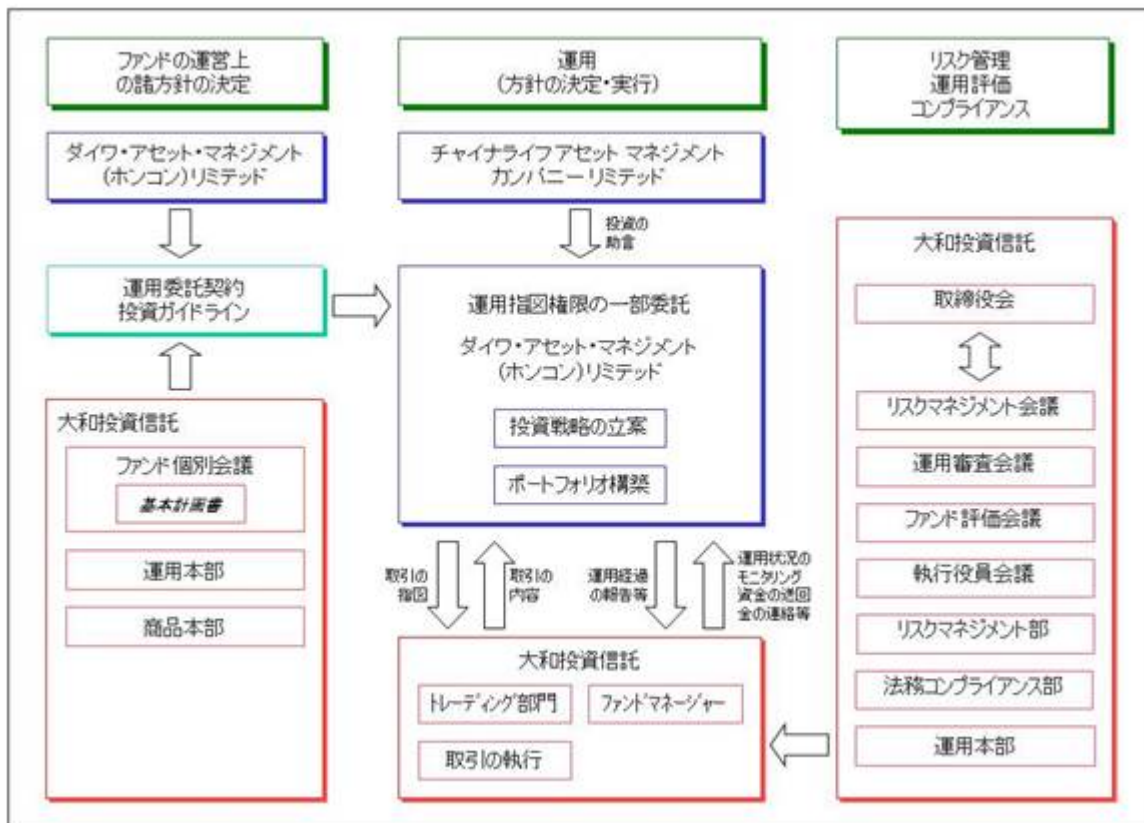 ファンドの運営上
の諸方針の決定
運用
(方針の決定・実行)
リスク管理
運用評価
コンプライアンス
ダイワ・アセット・マネジメント
(ホンコン)リミテッド
チャイナライフ アセット マネジメント
カンパニー リミテッド
投資の
助言
運用委託契約
投資ガイドライン
運用指図権限の一部委託
ダイワ・アセット・マネジメント
(ホンコン)リミテッド
投資戦略の立案
ポートフォリオ構築
大和投資信託
ファンド個別会議
基本計画書
運用本部
商品本部
取引の
指図
取引の
内容
運用経過
の報告等
運用状況の
モニタリング
資金の送回
金の連絡等
大和投資信託
トレーディング部門
ファンドマネージャー
取引の執行
大和投資信託
取締役会
リスクマネジメント会議
運用審査会議
ファンド評価会議
執行役員会議
リスクマネジメント部
法務コンプライアンス部
運用本部